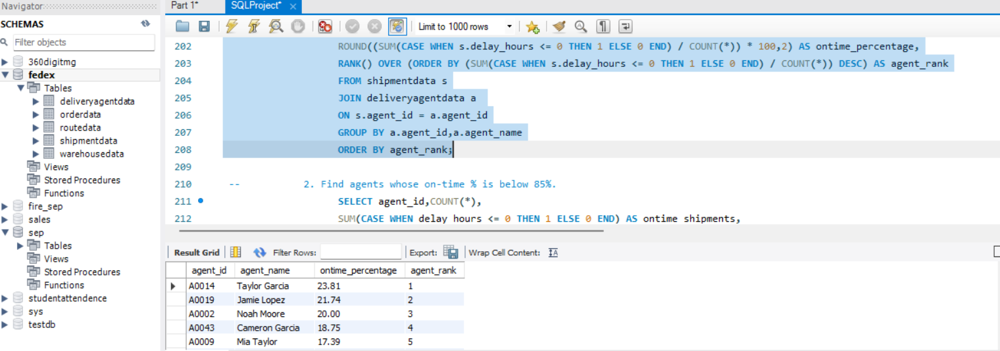 Navigator
Part 1*
SQLProject*
SCHEMAS
Limit to 1000 rows
Filter objects
360digitmg
fedex
Tables
deliveryagentdata
orderdata
routedata
shipmentdata
warehousedata
Views
Stored Procedures
Functions
fire_sep
sales
sep
Tables
Views
Stored Procedures
Functions
studentattendence
sys
testdb
202 ROUND((SUM(CASE WHEN s.delay_hours <= 0 THEN 1 ELSE 0 END) / COUNT(*)) * 100,2) AS ontime_percentage,
203 RANK() OVER (ORDER BY (SUM(CASE WHEN s.delay_hours <= 0 THEN 1 ELSE 0 END) / COUNT(*)) DESC) AS agent_rank
204 FROM shipmentdata s
205 JOIN deliveryagentdata a
206 ON s.agent_id = a.agent_id
207 GROUP BY a.agent_id,a.agent_name
208 ORDER BY agent_rank;
209
210 -- 2. Find agents whose on-time % is below 85%.
211 SELECT agent_id,COUNT(*),
212 SUM(CASE WHEN delay hours <= 0 THEN 1 ELSE 0 END) AS ontime shipments,
Result Grid Filter Rows: Export: Wrap Cell Content:
agent_id agent_name ontime_percentage agent_rank
A0014 Taylor Garcia 23.81 1
A0019 Jamie Lopez 21.74 2
A0002 Noah Moore 20.00 3
A0043 Cameron Garcia 18.75 4
A0009 Mia Taylor 17.39 5